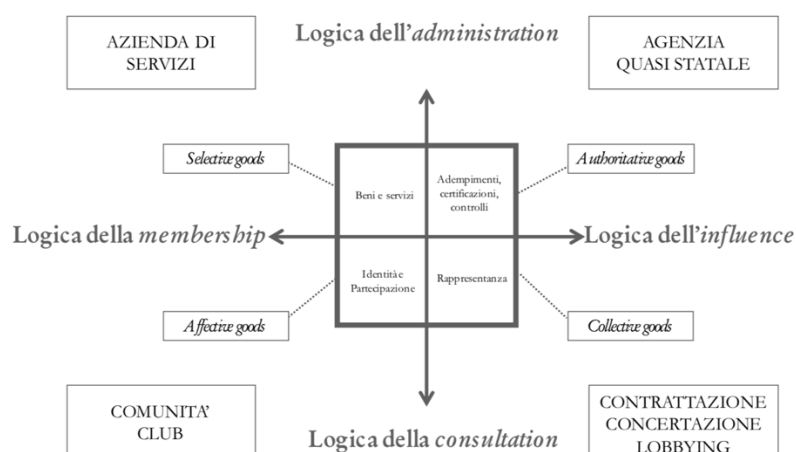 Logica dell'administration
AZIENDA DI
SERVIZI
AGENZIA
QUASI STATALE
Selective goods
Authoritative goods
Beni e servizi
Adempimenti,
certificazioni,
controlli
Logica della membership
Logica dell'influence
Identità e
Partecipazione
Rappresentanza
Affective goods
Collective goods
COMUNITA'
CLUB
CONTRATTAZIONE
CONCERTAZIONE
LOBBYING
Logica della consultation